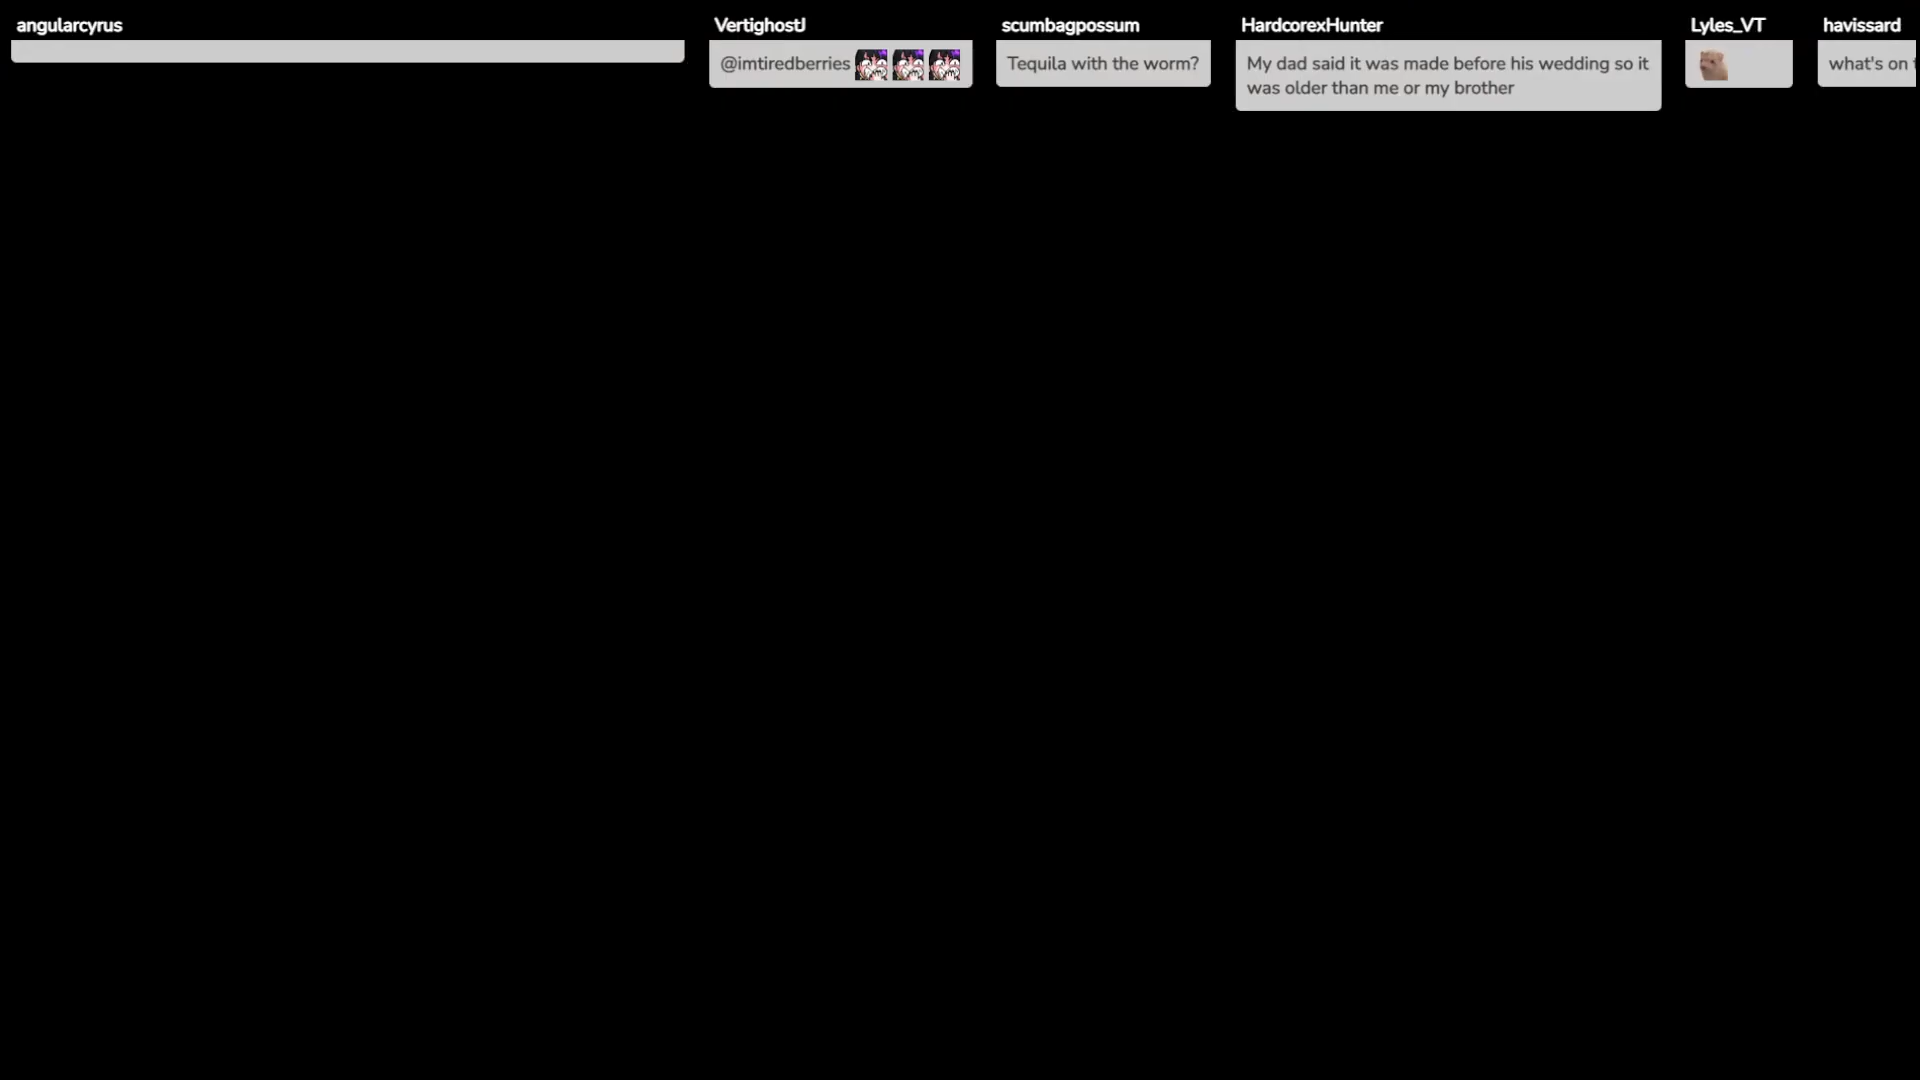 angularcyrus
VertighostJ
@imtiredberries
scumbagpossum
Tequila with the worm?
HardcorexHunter
My dad said it was made before his wedding so it
was older than me or my brother
Lyles_VT
havissard
what's on